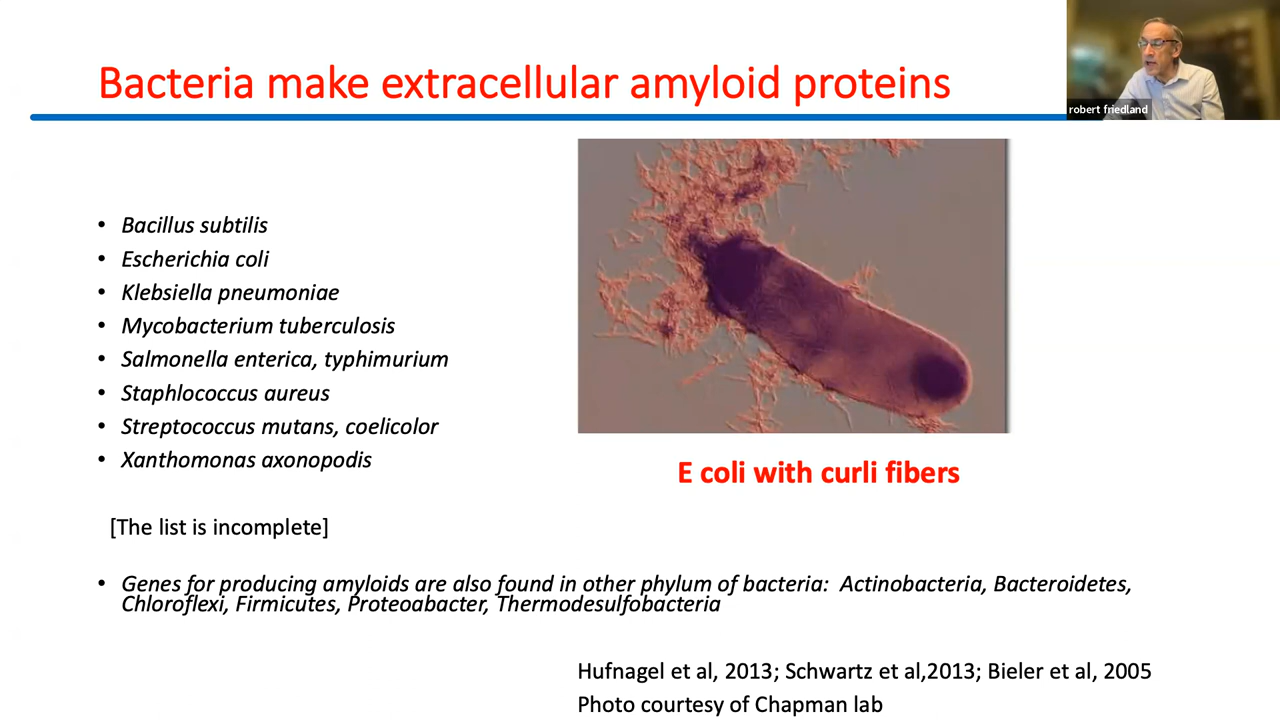 Bacteria make extracellular amyloid proteins
robert friedland
• Bacillus subtilis
• Escherichia coli
• Klebsiella pneumoniae
• Mycobacterium tuberculosis
• Salmonella enterica, typhimurium
• Staphlococcus aureus
• Streptococcus mutans, coelicolor
• Xanthomonas axonopodis
E coli with curli fibers
[The list is incomplete]
• Genes for producing amyloids are also found in other phylum of bacteria: Actinobacteria, Bacteroidetes,
Chloroflexi, Firmicutes, Proteoabacter, Thermodesulfobacteria
Hufnagel et al, 2013; Schwartz et al,2013; Bieler et al, 2005
Photo courtesy of Chapman lab